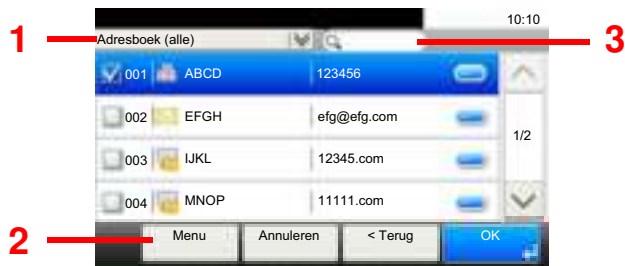 10:10
1 Adresboek (alle) 3
001 ABCD 123456
002 EFGH efg@efg.com
1/2
003 IJKL 12345.com
004 MNOP 11111.com
2 Menu Annuleren < Terug OK